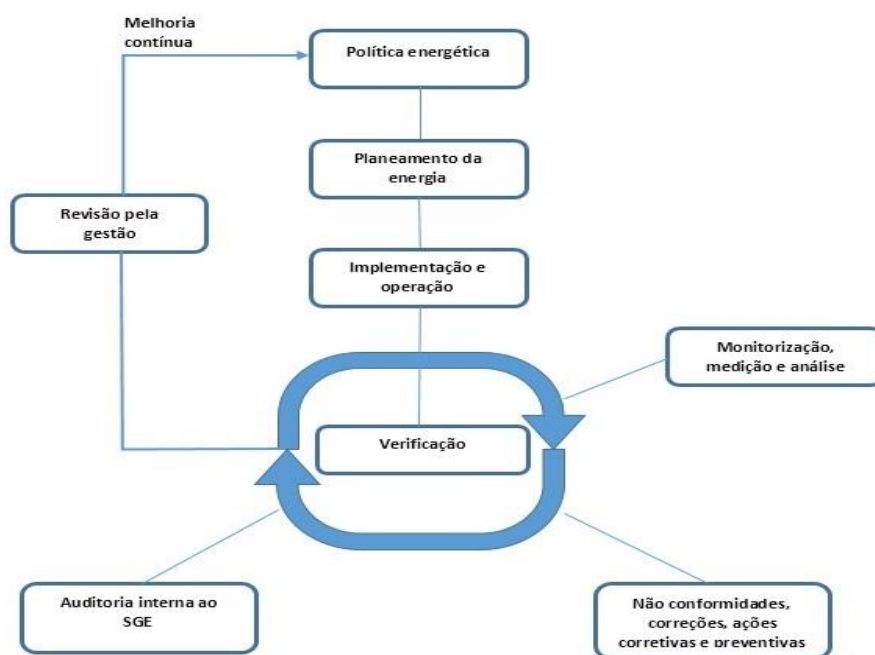 Melhoria
contínua
Política energética
Planeamento da
energia
Revisão pela
gestão
Implementação e
operação
Monitorização,
medição e análise
Verificação
Auditoria interna ao
SGE
Não conformidades,
correções, ações
corretivas e preventivas